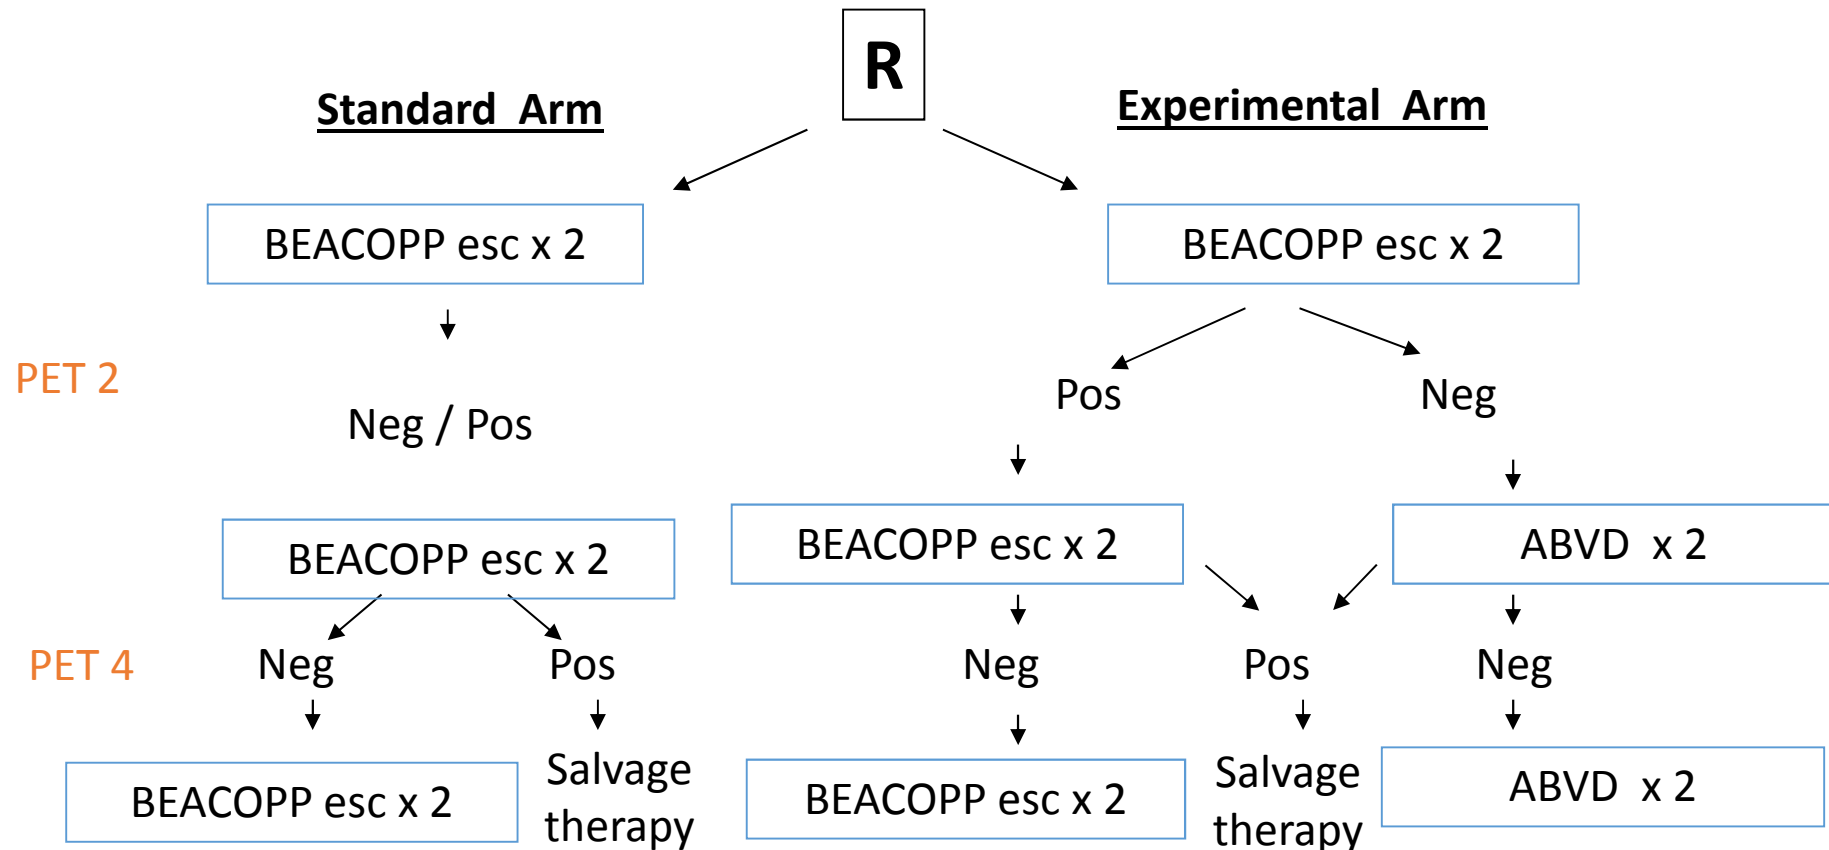 R
Standard Arm
Experimental Arm
BEACOPP esc x 2
BEACOPP esc x 2
PET 2
Neg / Pos
Pos
Neg
BEACOPP esc x 2
BEACOPP esc x 2
ABVD x 2
PET 4
Neg
Pos
Neg
Pos
Neg
BEACOPP esc x 2
Salvage
therapy
BEACOPP esc x 2
Salvage
therapy
ABVD x 2